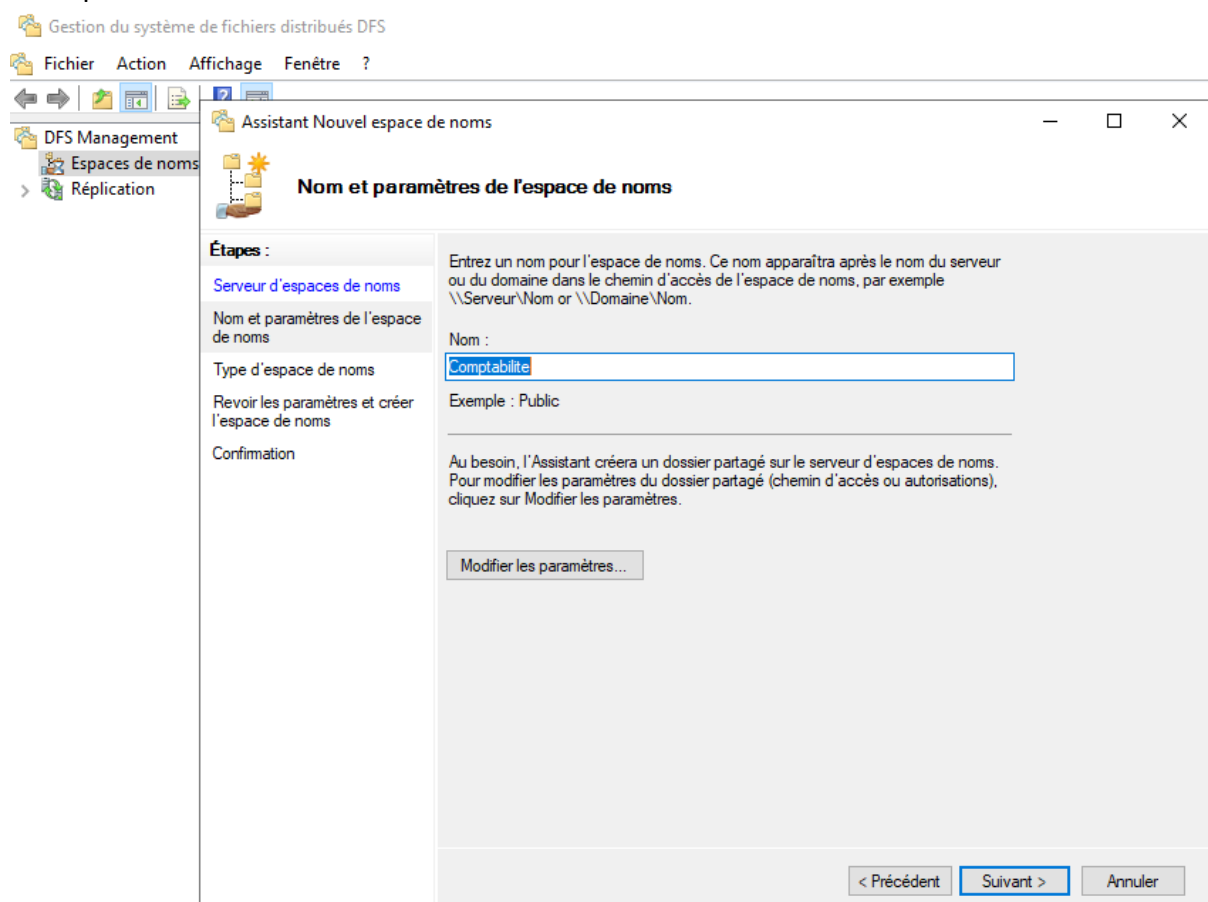 Gestion du système de fichiers distribués DFS
Fichier Action Affichage Fenêtre ?
DFS Management
Espaces de noms
Réplication
Assistant Nouvel espace de noms
Nom et paramètres de l'espace de noms
Étapes :
Serveur d'espaces de noms
Nom et paramètres de l'espace
de noms
Type d'espace de noms
Revoir les paramètres et créer
l'espace de noms
Confirmation
Entrez un nom pour l'espace de noms. Ce nom apparaîtra après le nom du serveur
ou du domaine dans le chemin d'accès de l'espace de noms, par exemple
\\Serveur\Nom or \\Domaine\Nom.
Nom :
Comptabilite
Exemple : Public
Au besoin, l'Assistant créera un dossier partagé sur le serveur d'espaces de noms.
Pour modifier les paramètres du dossier partagé (chemin d'accès ou autorisations),
cliquez sur Modifier les paramètres.
Modifier les paramètres...
< Précédent Suivant > Annuler